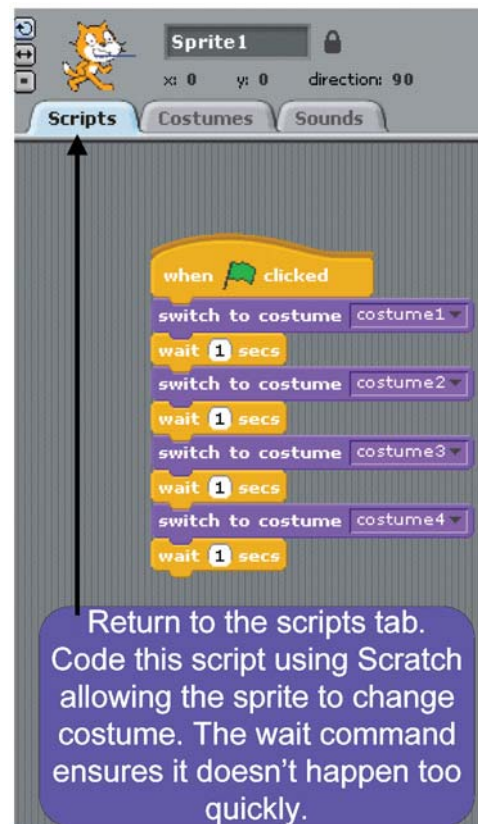 Sprite1
x: 0 y: 0 direction: 90
Scripts Costumes Sounds
when clicked
switch to costume costume1
wait 1 secs
switch to costume costume2
wait 1 secs
switch to costume costume3
wait 1 secs
switch to costume costume4
wait 1 secs
Return to the scripts tab.
Code this script using Scratch
allowing the sprite to change
costume. The wait command
ensures it doesn’t happen too
quickly.